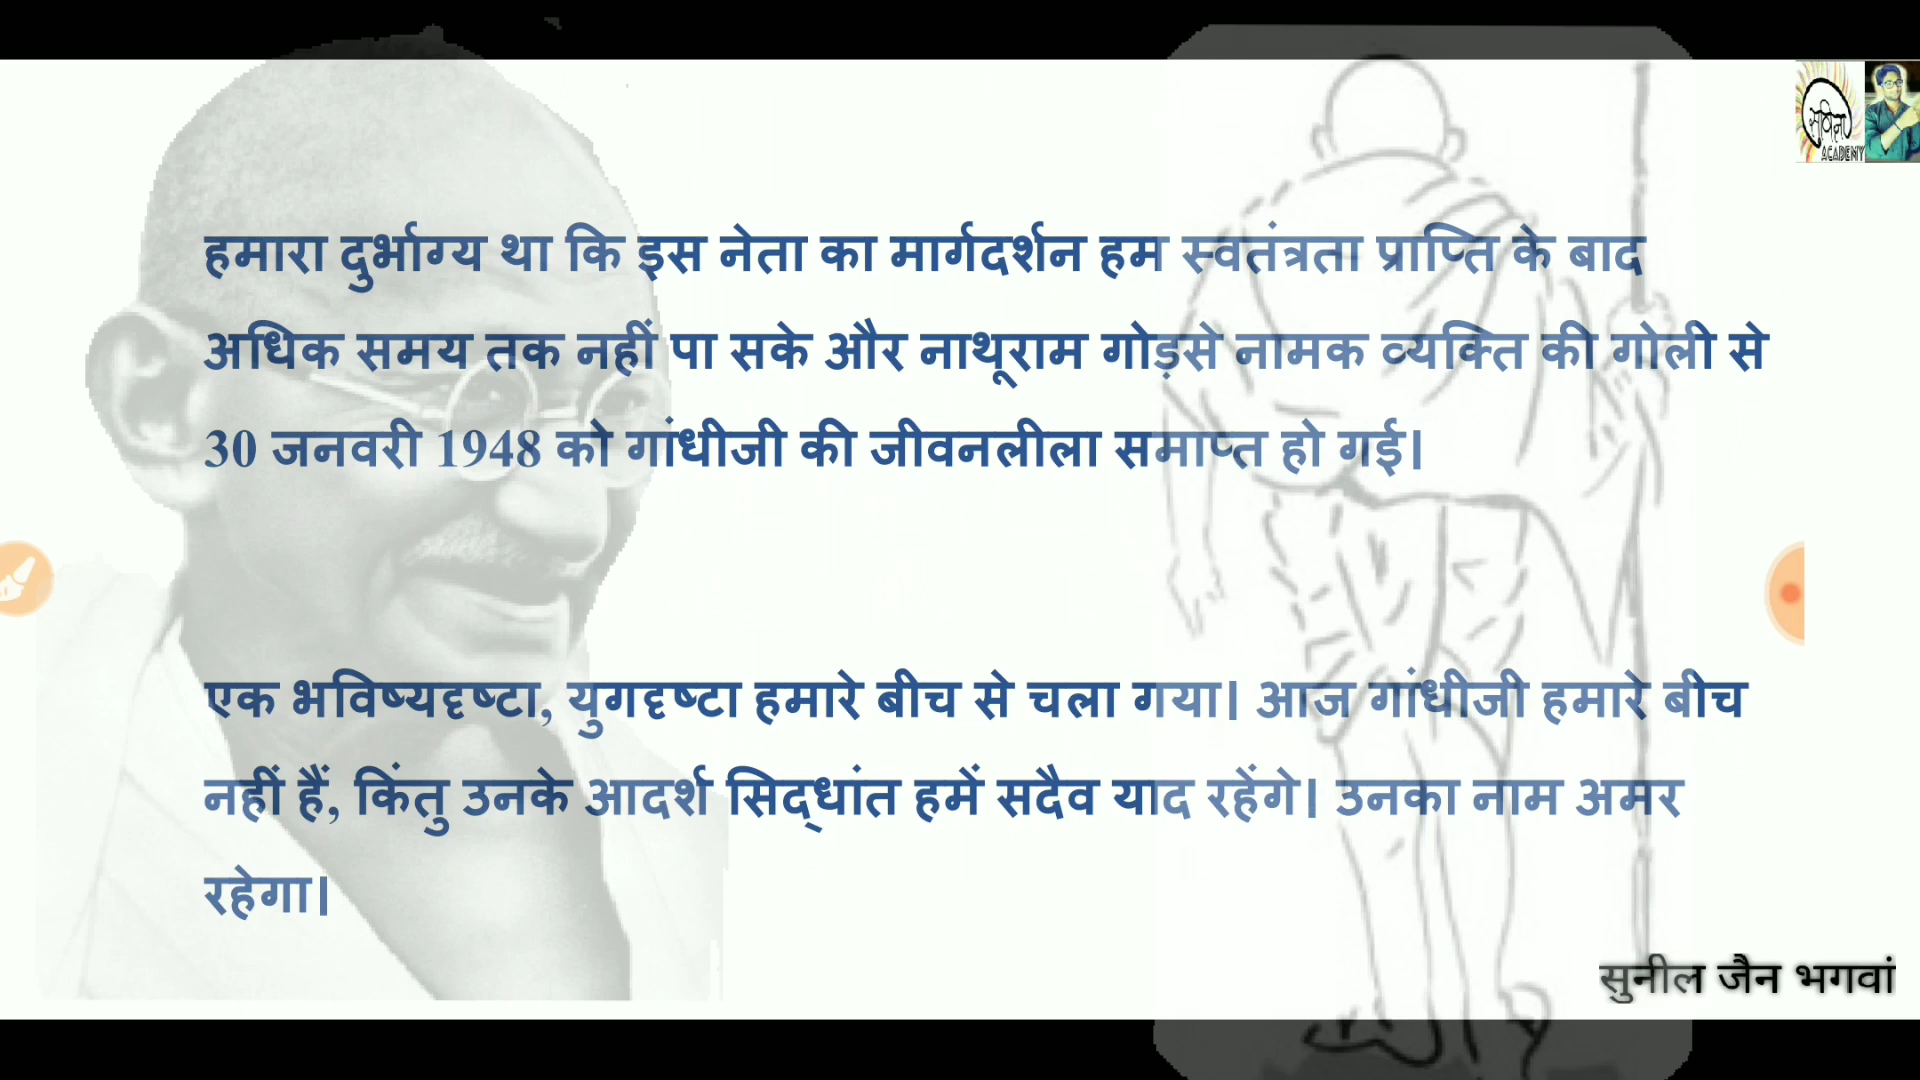 सुविना
ACADEMY
हमारा दुर्भाग्य था कि इस नेता का मार्गदर्शन हम स्वतंत्रता प्राप्ति के बाद
अधिक समय तक नहीं पा सके और नाथूराम गोड़से नामक व्यक्ति की गोली से
30 जनवरी 1948 को गांधीजी की जीवनलीला समाप्त हो गई।
एक भविष्यदृष्टा, युगदृष्टा हमारे बीच से चला गया। आज गांधीजी हमारे बीच
नहीं हैं, किंतु उनके आदर्श सिद्धांत हमें सदैव याद रहेंगे। उनका नाम अमर
रहेगा।
सुनील जैन भगवां